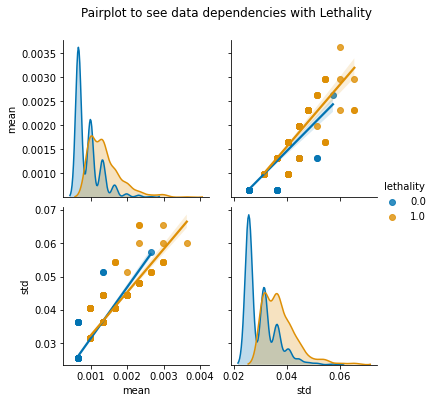 Pairplot to see data dependencies with Lethality
0.0035
0.0030
0.0025
0.0020
0.0015
0.0010
mean
lethality
0.0
1.0
0.07
0.06
0.05
0.04
0.03
std
0.001 0.002 0.003 0.004
mean
0.02 0.04 0.06
std